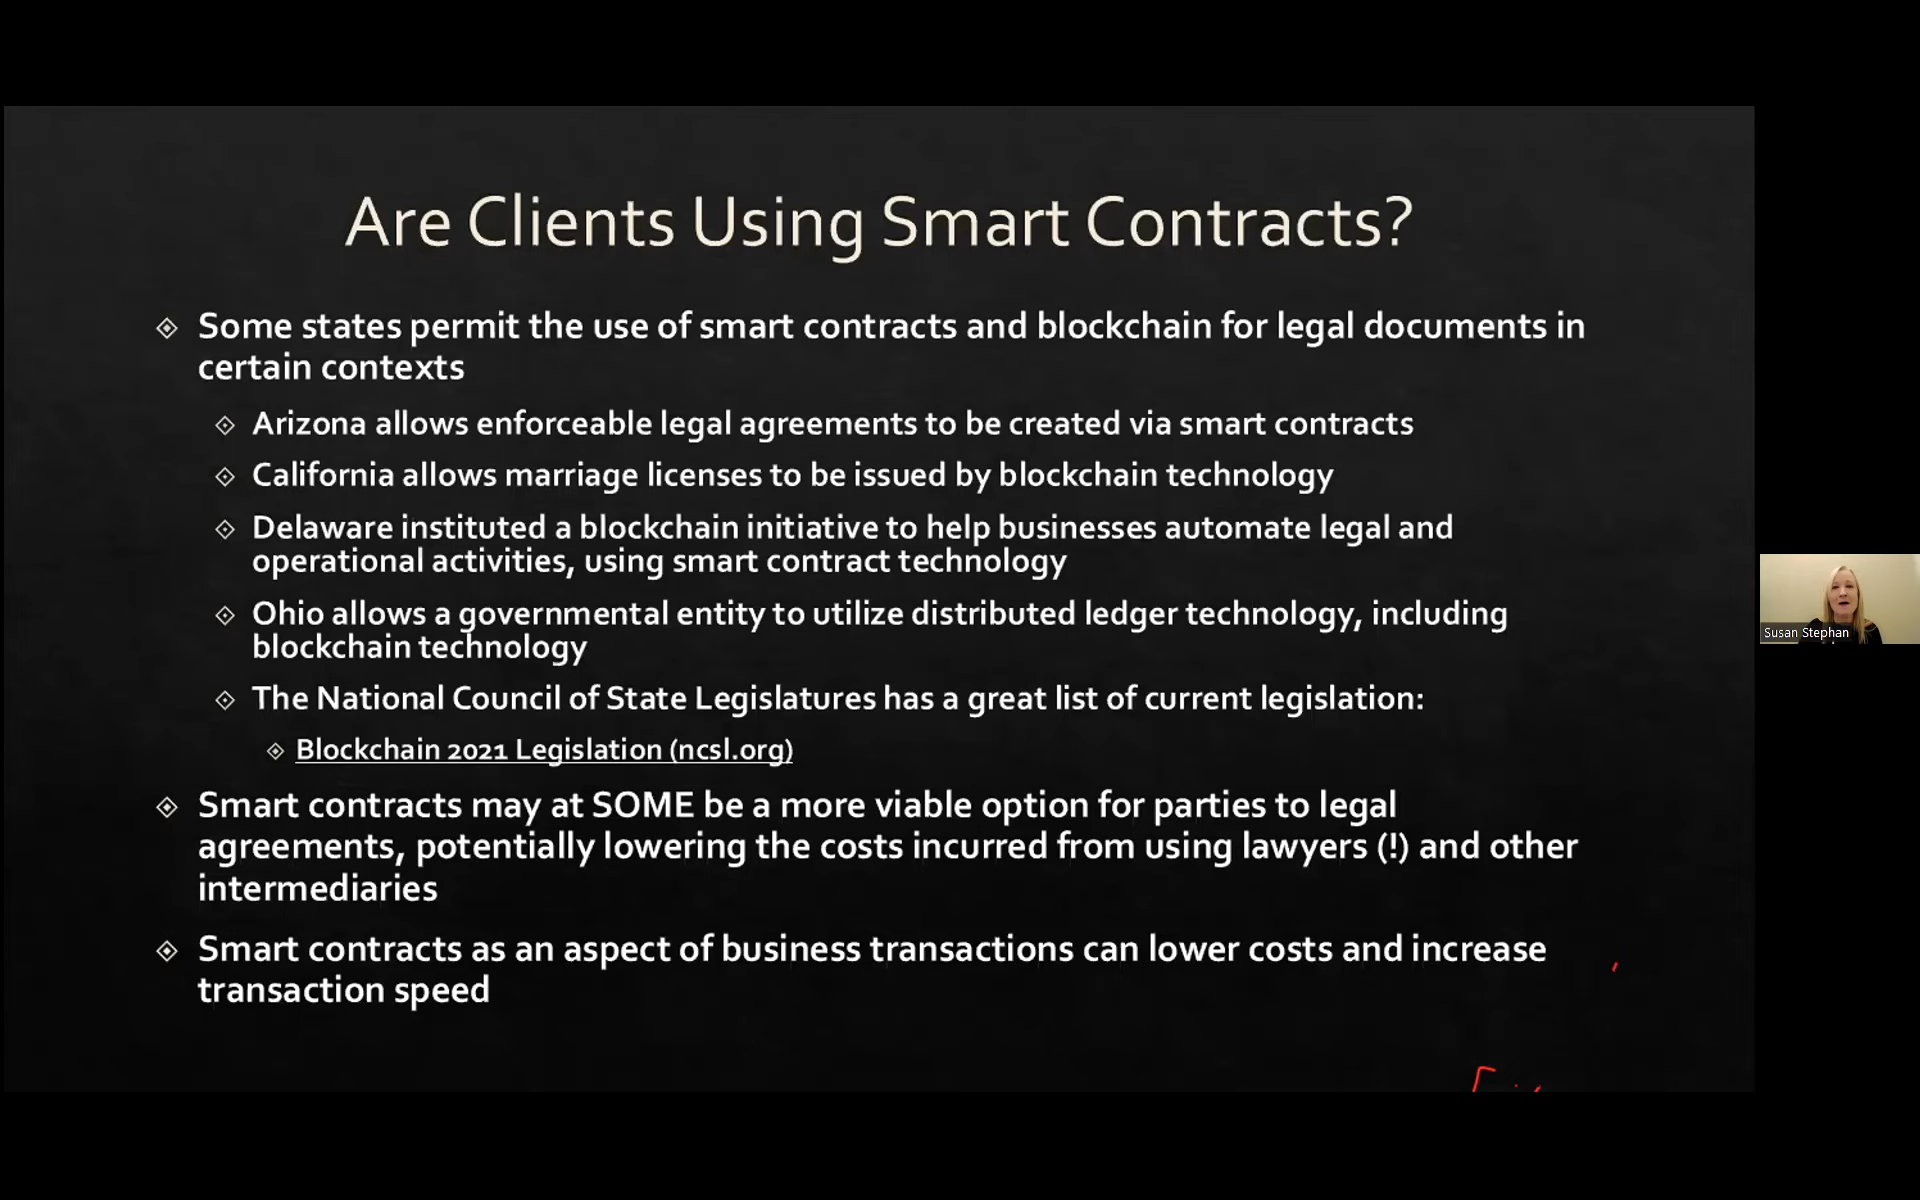 Are Clients Using Smart Contracts?
Some states permit the use of smart contracts and blockchain for legal documents in
certain contexts
Arizona allows enforceable legal agreements to be created via smart contracts
California allows marriage licenses to be issued by blockchain technology
Delaware instituted a blockchain initiative to help businesses automate legal and
operational activities, using smart contract technology
Ohio allows a governmental entity to utilize distributed ledger technology, including
blockchain technology
The National Council of State Legislatures has a great list of current legislation:
Blockchain 2021 Legislation (ncsl.org)
Smart contracts may at SOME be a more viable option for parties to legal
agreements, potentially lowering the costs incurred from using lawyers (!) and other
intermediaries
Smart contracts as an aspect of business transactions can lower costs and increase
transaction speed
Susan Stephan